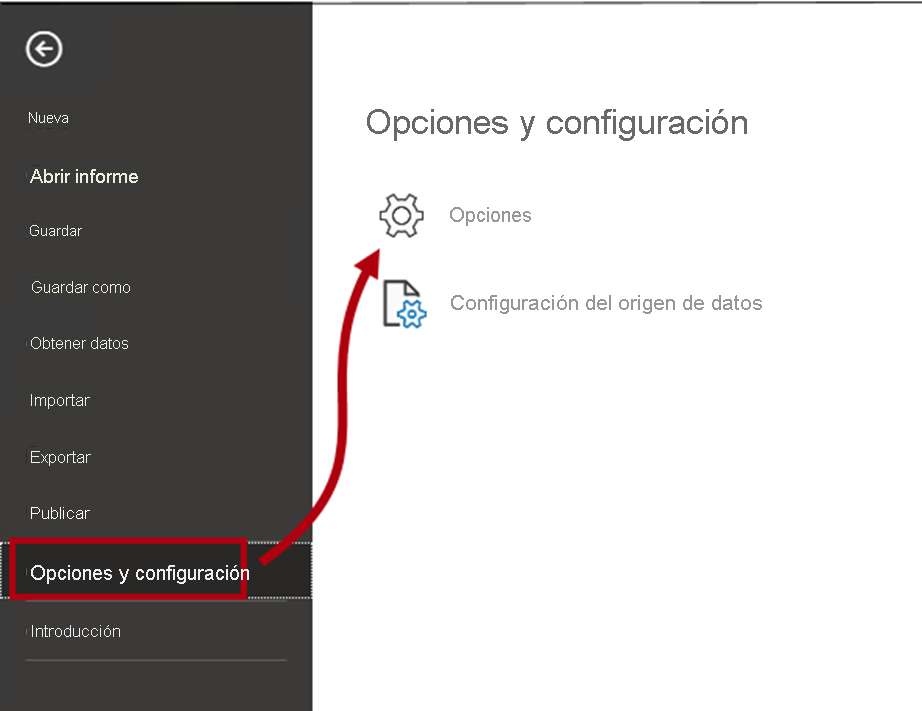 Nueva
Abrir informe
Guardar
Guardar como
Obtener datos
Importar
Exportar
Publicar
Opciones y configuración
Introducción
Opciones y configuración
Opciones
Configuración del origen de datos